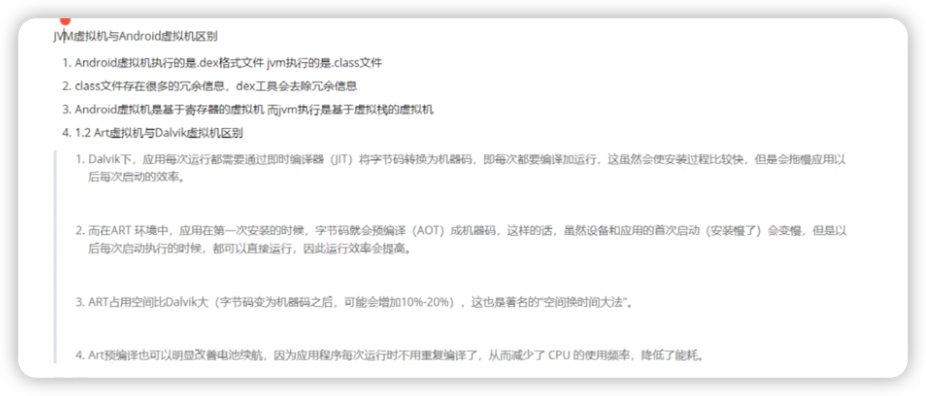 JVM虚拟机与Android虚拟机区别
1. Android虚拟机执行的是.dex格式文件 jvm执行的是.class文件
2. class文件存在很多的冗余信息，dex工具会去除冗余信息
3. Android虚拟机是基于寄存器的虚拟机 而jvm执行是基于虚拟栈的虚拟机
4. 1.2 Art虚拟机与Dalvik虚拟机区别
1. Dalvik下，应用每次运行都需要通过即时编译器（JIT）将字节码转换为机器码，即每次都要编译加运行，这虽然会使安装过程比较快，但是会拖慢应用以
后每次启动的效率。
2. 而在ART 环境中，应用在第一次安装的时候，字节码就会预编译（AOT）成机器码，这样的话，虽然设备和应用的首次启动（安装慢了）会变慢，但是以
后每次启动执行的时候，都可以直接运行，因此运行效率会提高。
3. ART占用空间比Dalvik大（字节码变为机器码之后，可能会增加10%-20%），这也是著名的“空间换时间大法”。
4. Art预编译也可以明显改善电池续航，因为应用程序每次运行时不用重复编译了，从而减少了 CPU 的使用频率，降低了能耗。